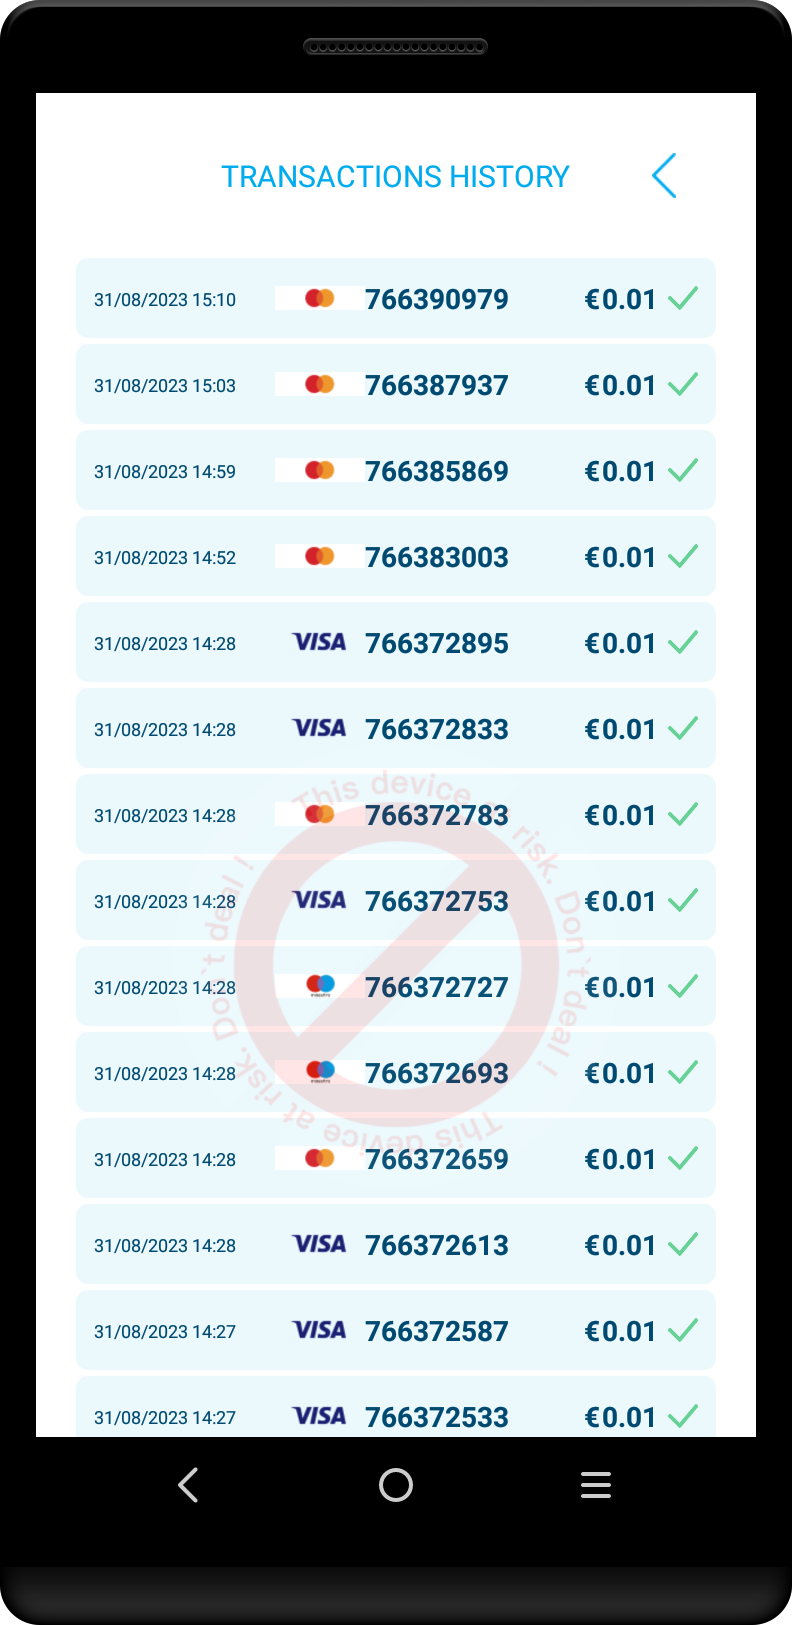 TRANSACTIONS HISTORY
31/08/2023 15:10 766390979 €0.01
31/08/2023 15:03 766387937 €0.01
31/08/2023 14:59 766385869 €0.01
31/08/2023 14:52 766383003 €0.01
31/08/2023 14:28 VISA 766372895 €0.01
31/08/2023 14:28 VISA 766372833 €0.01
31/08/2023 14:28 766372783 €0.01
31/08/2023 14:28 VISA 766372753 €0.01
31/08/2023 14:28 maestro 766372727 €0.01
31/08/2023 14:28 maestro 766372693 €0.01
31/08/2023 14:28 766372659 €0.01
31/08/2023 14:28 VISA 766372613 €0.01
31/08/2023 14:27 VISA 766372587 €0.01
31/08/2023 14:27 VISA 766372533 €0.01
This device at risk. Don`t deal !
This device at risk. Don`t deal !